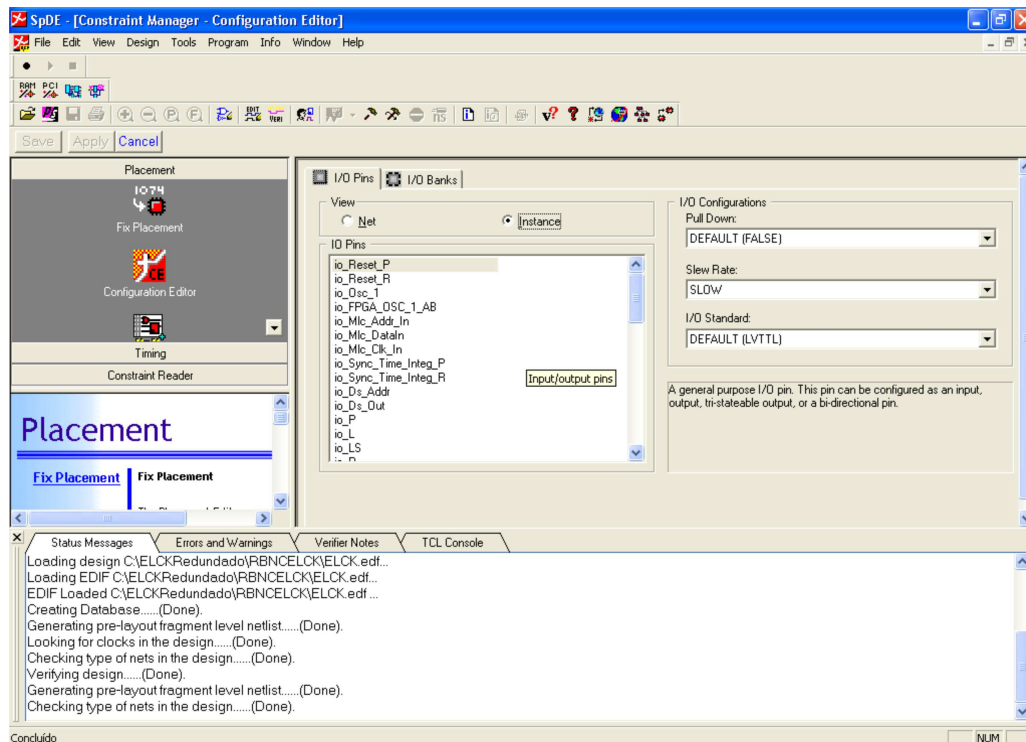 SpDE - [Constraint Manager - Configuration Editor]
File Edit View Design Tools Program Info Window Help
RAM PCI
EDIT VERI
Save Apply Cancel
Placement
IO74
Fix Placement
CE
Configuration Editor
Timing
Constraint Reader
Placement
Fix Placement Fix Placement
I/O Pins I/O Banks
View
Net Instance
IO Pins
io_Reset_P
io_Reset_R
io_Osc_1
io_FPGA_OSC_1_AB
io_Mlc_Addr_In
io_Mlc_DataIn
io_Mlc_Clk_In
io_Sync_Time_Integ_P
io_Sync_Time_Integ_R
io_Ds_Addr
io_Ds_Out
io_P
io_L
io_LS
Input/output pins
I/O Configurations
Pull Down:
DEFAULT (FALSE)
Slew Rate:
SLOW
I/O Standard:
DEFAULT (LVTTL)
A general purpose I/O pin. This pin can be configured as an input,
output, tri-stateable output, or a bi-directional pin.
Status Messages Errors and Warnings Verifier Notes TCL Console
Loading design C:\ELCKRedundado\RBNCELCK\ELCK.edf...
Loading EDIF C:\ELCKRedundado\RBNCELCK\ELCK.edf...
EDIF Loaded C:\ELCKRedundado\RBNCELCK\ELCK.edf ...
Creating Database......(Done).
Generating pre-layout fragment level netlist......(Done).
Looking for clocks in the design......(Done).
Checking type of nets in the design......(Done).
Verifying design......(Done).
Generating pre-layout fragment level netlist......(Done).
Checking type of nets in the design......(Done).
Concluído
NUM